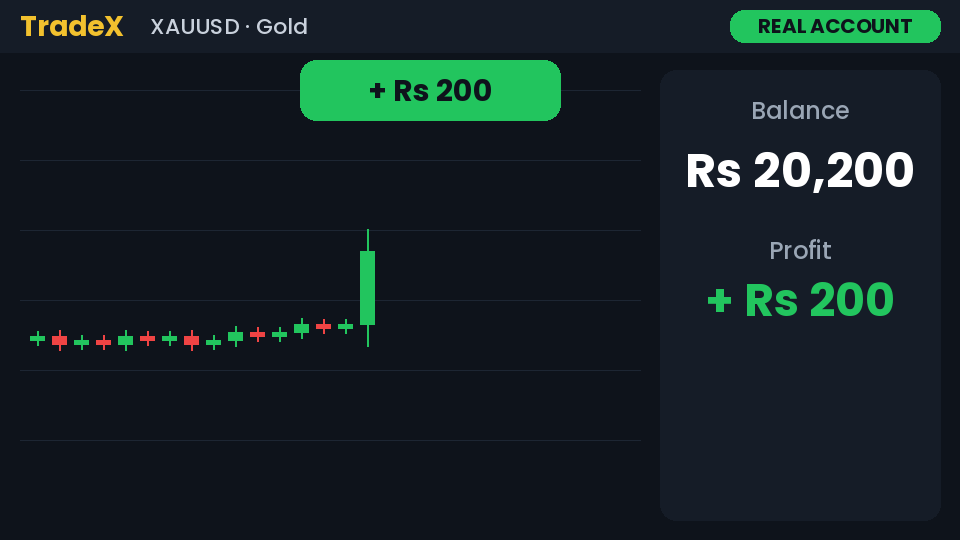 TradeX XAUUSD · Gold REAL ACCOUNT
+ Rs 200
Balance
Rs 20,200
Profit
+ Rs 200